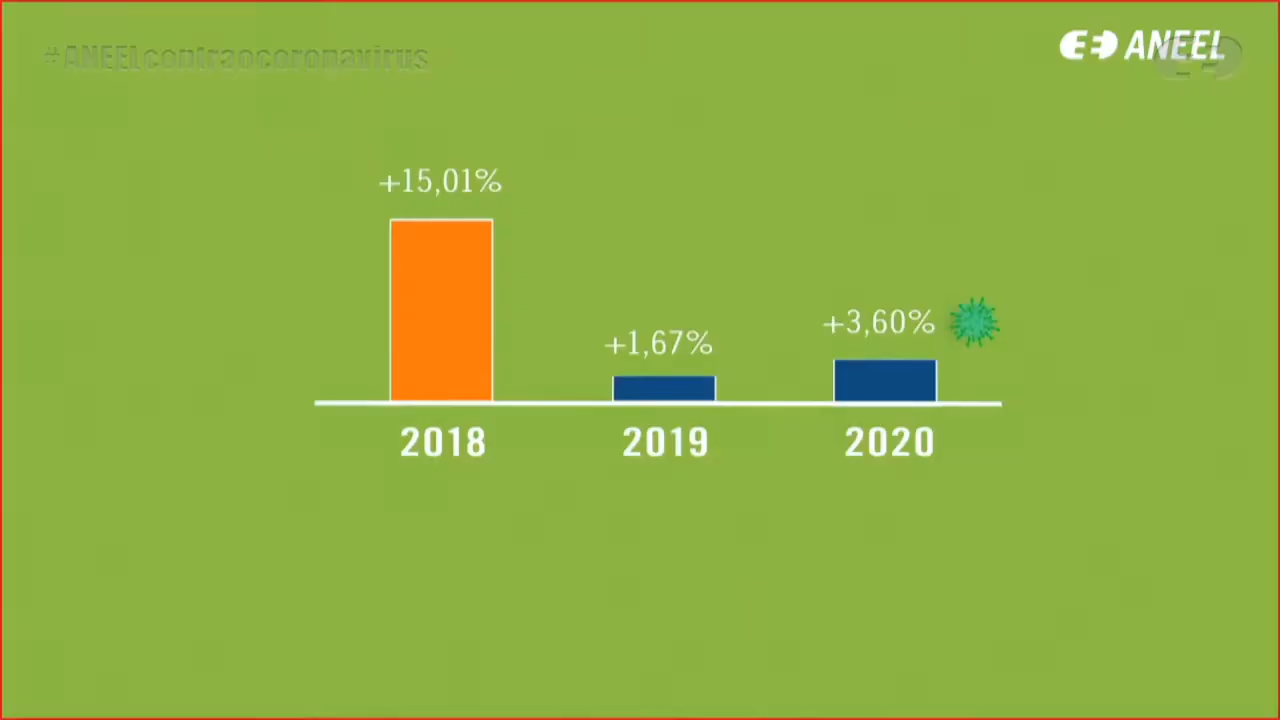 #ANEELcontraocoronavirus
ANEEL
+15,01%
+1,67%
+3,60%
2018 2019 2020